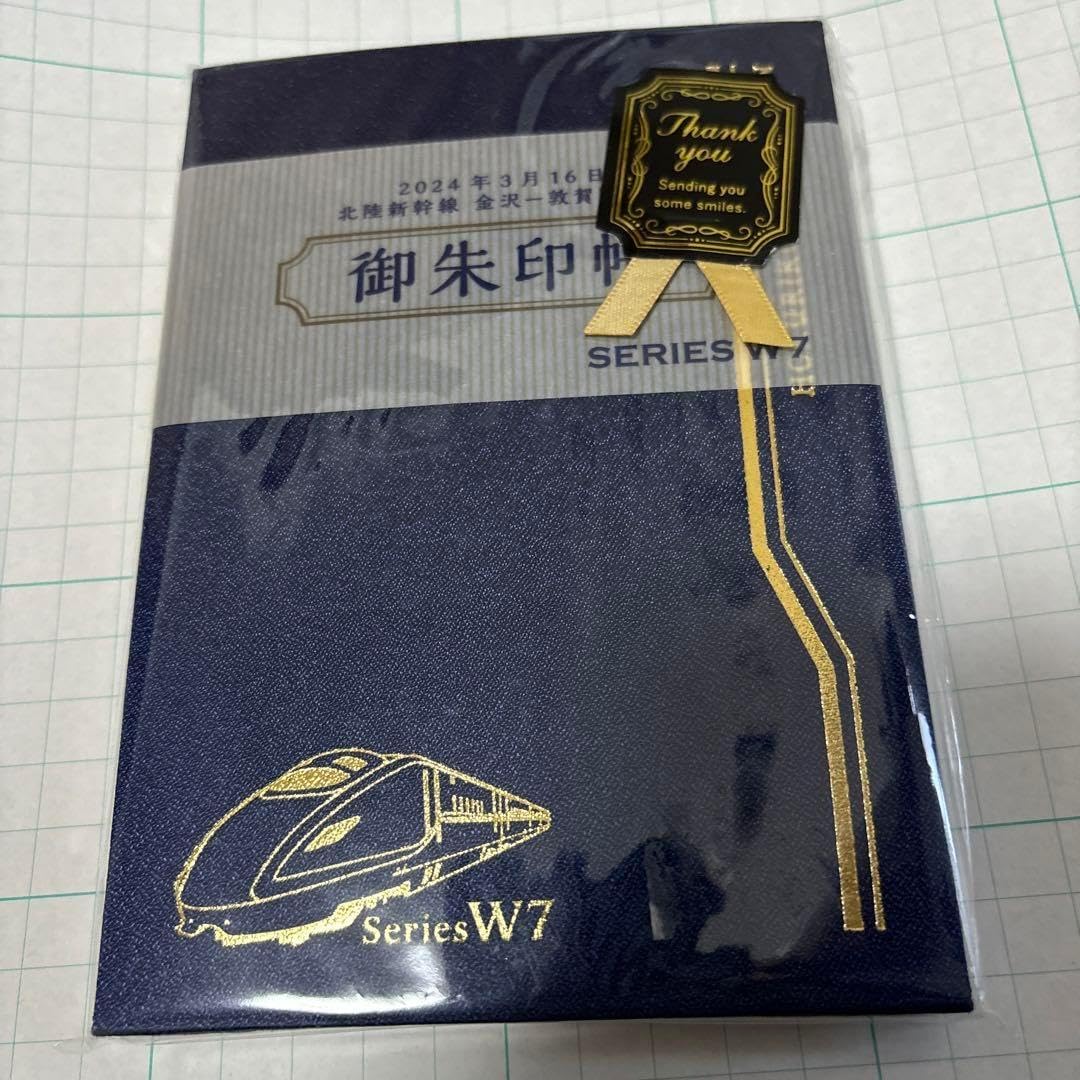 Thank
you
Sending you
some smiles.
2024年3月16日
北陸新幹線 金沢ー敦賀
御朱印帳
SERIES W7
Series W7